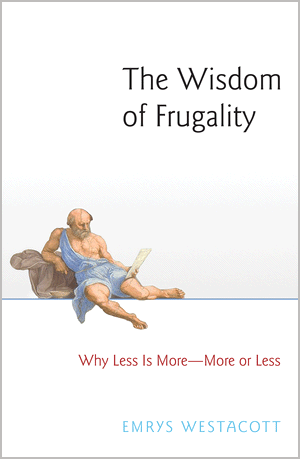 The Wisdom
of Frugality
Why Less Is More—More or Less
EMRYS WESTACOTT